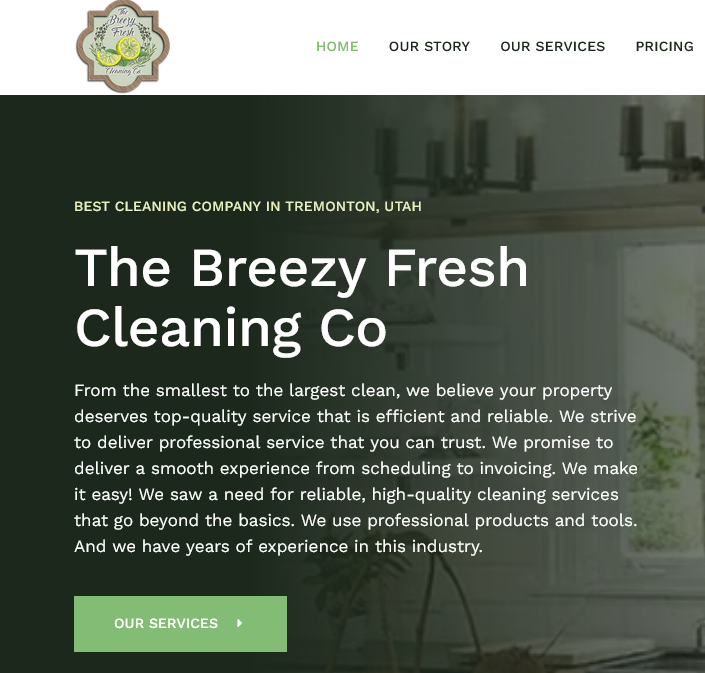 The
Breezy
Fresh
Cleaning Co.
HOME OUR STORY OUR SERVICES PRICING
BEST CLEANING COMPANY IN TREMONTON, UTAH
The Breezy Fresh
Cleaning Co
From the smallest to the largest clean, we believe your property
deserves top-quality service that is efficient and reliable. We strive
to deliver professional service that you can trust. We promise to
deliver a smooth experience from scheduling to invoicing. We make
it easy! We saw a need for reliable, high-quality cleaning services
that go beyond the basics. We use professional products and tools.
And we have years of experience in this industry.
OUR SERVICES